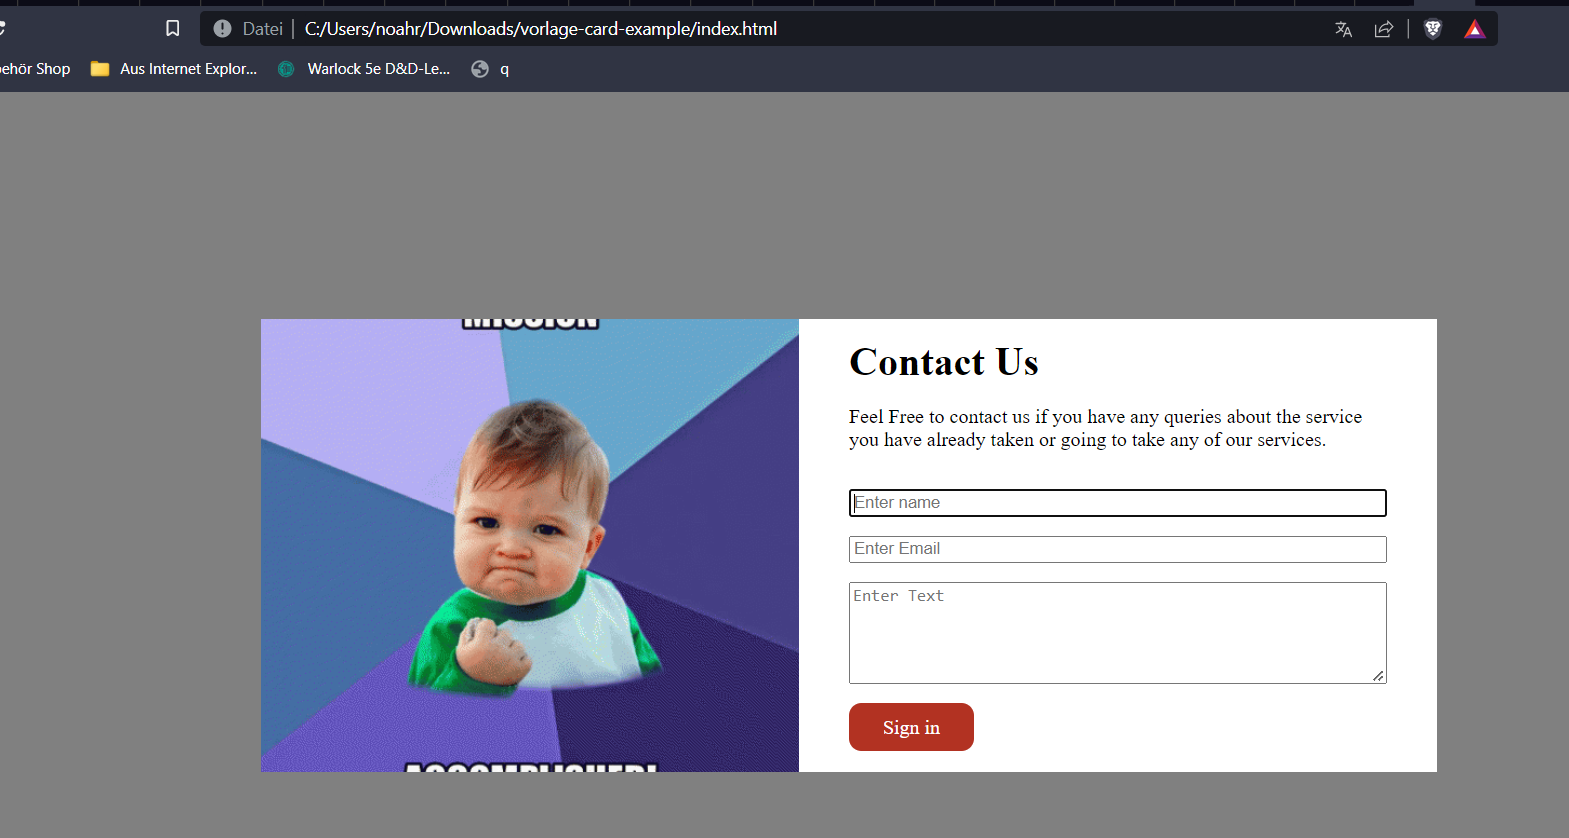 Datei | C:/Users/noahr/Downloads/vorlage-card-example/index.html
ehör Shop Aus Internet Explor... Warlock 5e D&D-Le... q
MISSION
Contact Us
Feel Free to contact us if you have any queries about the service
you have already taken or going to take any of our services.
Enter name
Enter Email
Enter Text
Sign in
ACCOMPLISHED!